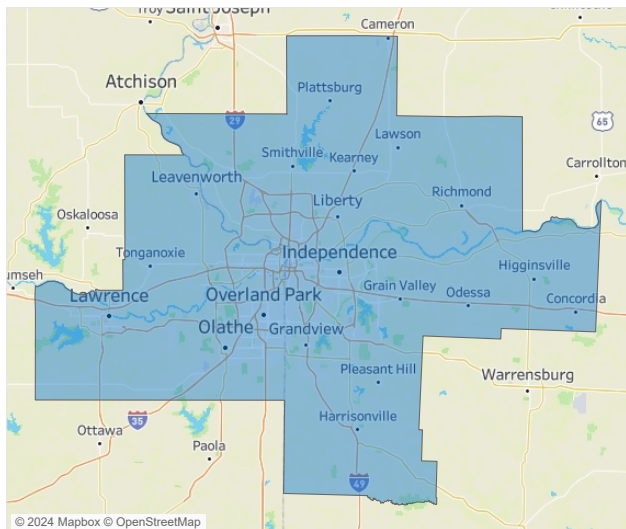 Troy
Saint Joseph
Cameron
Atchison
Plattsburg
29
65
Lawson
Smithville
Kearney
Carrollton
Leavenworth
Richmond
Liberty
Oskaloosa
Tonganoxie
Independence
umseh
Higginsville
Grain Valley
Lawrence
Overland Park
Odessa
Concordia
Olathe
Grandview
Pleasant Hill
Warrensburg
Harrisonville
35
Ottawa
Paola
49
© 2024 Mapbox © OpenStreetMap